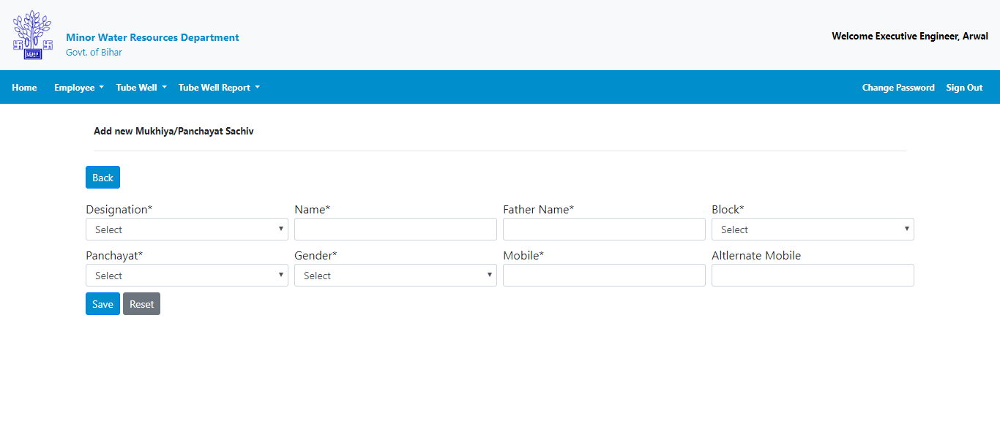 Minor Water Resources Department
Govt. of Bihar
Welcome Executive Engineer, Arwal
Home Employee Tube Well Tube Well Report Change Password Sign Out
Add new Mukhiya/Panchayat Sachiv
Back
Designation* Name* Father Name* Block*
Select Select
Panchayat* Gender* Mobile* Altlernate Mobile
Select Select
Save Reset